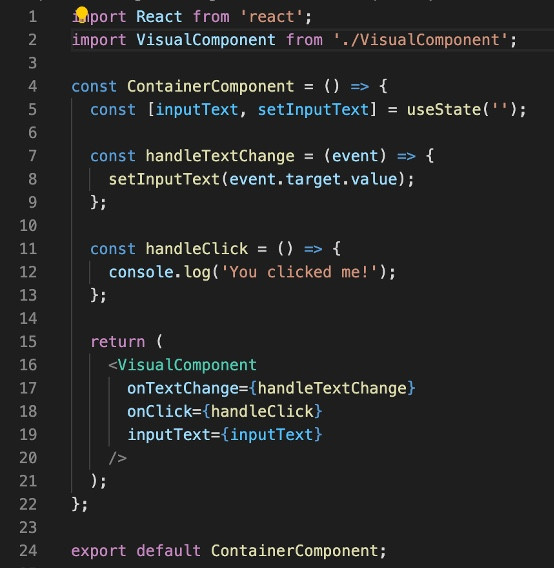 1 import React from 'react';
2 import VisualComponent from './VisualComponent';
3
4 const ContainerComponent = () => {
5 const [inputText, setInputText] = useState('');
6
7 const handleTextChange = (event) => {
8 setInputText(event.target.value);
9 };
10
11 const handleClick = () => {
12 console.log('You clicked me!');
13 };
14
15 return (
16 <VisualComponent
17 onTextChange={handleTextChange}
18 onClick={handleClick}
19 inputText={inputText}
20 />
21 );
22 };
23
24 export default ContainerComponent;